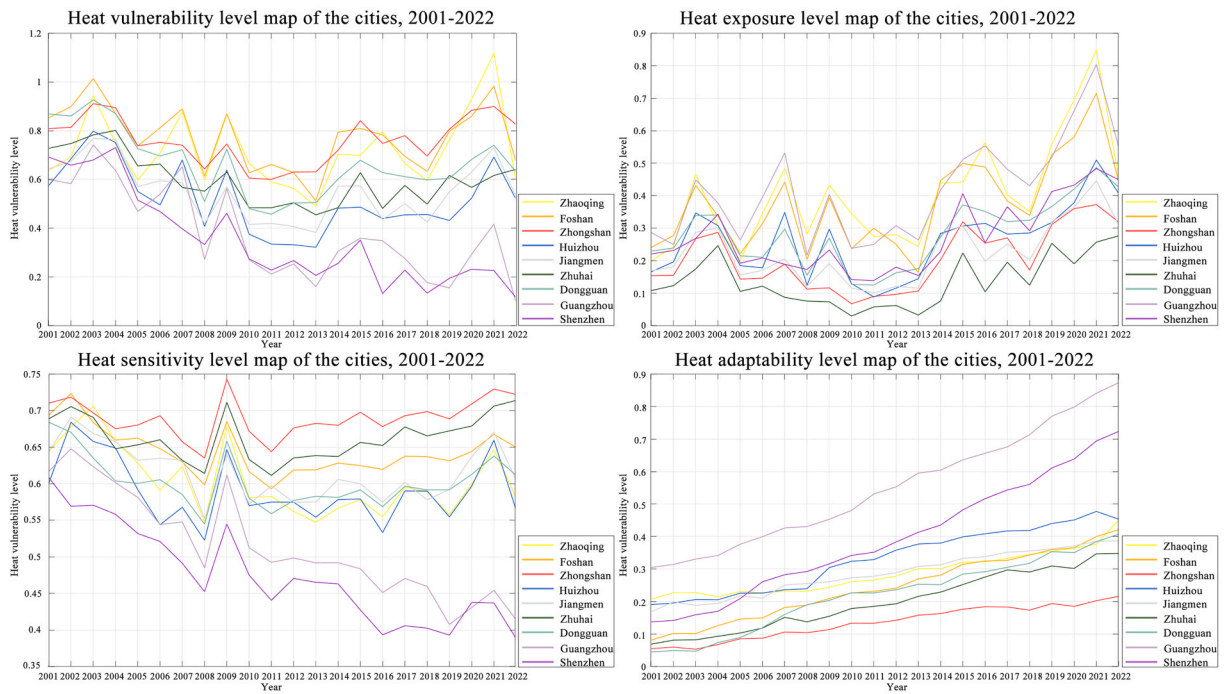 Heat vulnerability level map of the cities, 2001-2022
Heat vulnerability level
1.2
1
0.8
0.6
0.4
0.2
0
2001 2002 2003 2004 2005 2006 2007 2008 2009 2010 2011 2012 2013 2014 2015 2016 2017 2018 2019 2020 2021 2022
Year
Zhaoqing
Foshan
Zhongshan
Huizhou
Jiangmen
Zhuhai
Dongguan
Guangzhou
Shenzhen
Heat exposure level map of the cities, 2001-2022
Heat vulnerability level
0.9
0.8
0.7
0.6
0.5
0.4
0.3
0.2
0.1
0
2001 2002 2003 2004 2005 2006 2007 2008 2009 2010 2011 2012 2013 2014 2015 2016 2017 2018 2019 2020 2021 2022
Year
Zhaoqing
Foshan
Zhongshan
Huizhou
Jiangmen
Zhuhai
Dongguan
Guangzhou
Shenzhen
Heat sensitivity level map of the cities, 2001-2022
Heat vulnerability level
0.75
0.7
0.65
0.6
0.55
0.5
0.45
0.4
0.35
2001 2002 2003 2004 2005 2006 2007 2008 2009 2010 2011 2012 2013 2014 2015 2016 2017 2018 2019 2020 2021 2022
Year
Zhaoqing
Foshan
Zhongshan
Huizhou
Jiangmen
Zhuhai
Dongguan
Guangzhou
Shenzhen
Heat adaptability level map of the cities, 2001-2022
Heat vulnerability level
0.9
0.8
0.7
0.6
0.5
0.4
0.3
0.2
0.1
0
2001 2002 2003 2004 2005 2006 2007 2008 2009 2010 2011 2012 2013 2014 2015 2016 2017 2018 2019 2020 2021 2022
Year
Zhaoqing
Foshan
Zhongshan
Huizhou
Jiangmen
Zhuhai
Dongguan
Guangzhou
Shenzhen